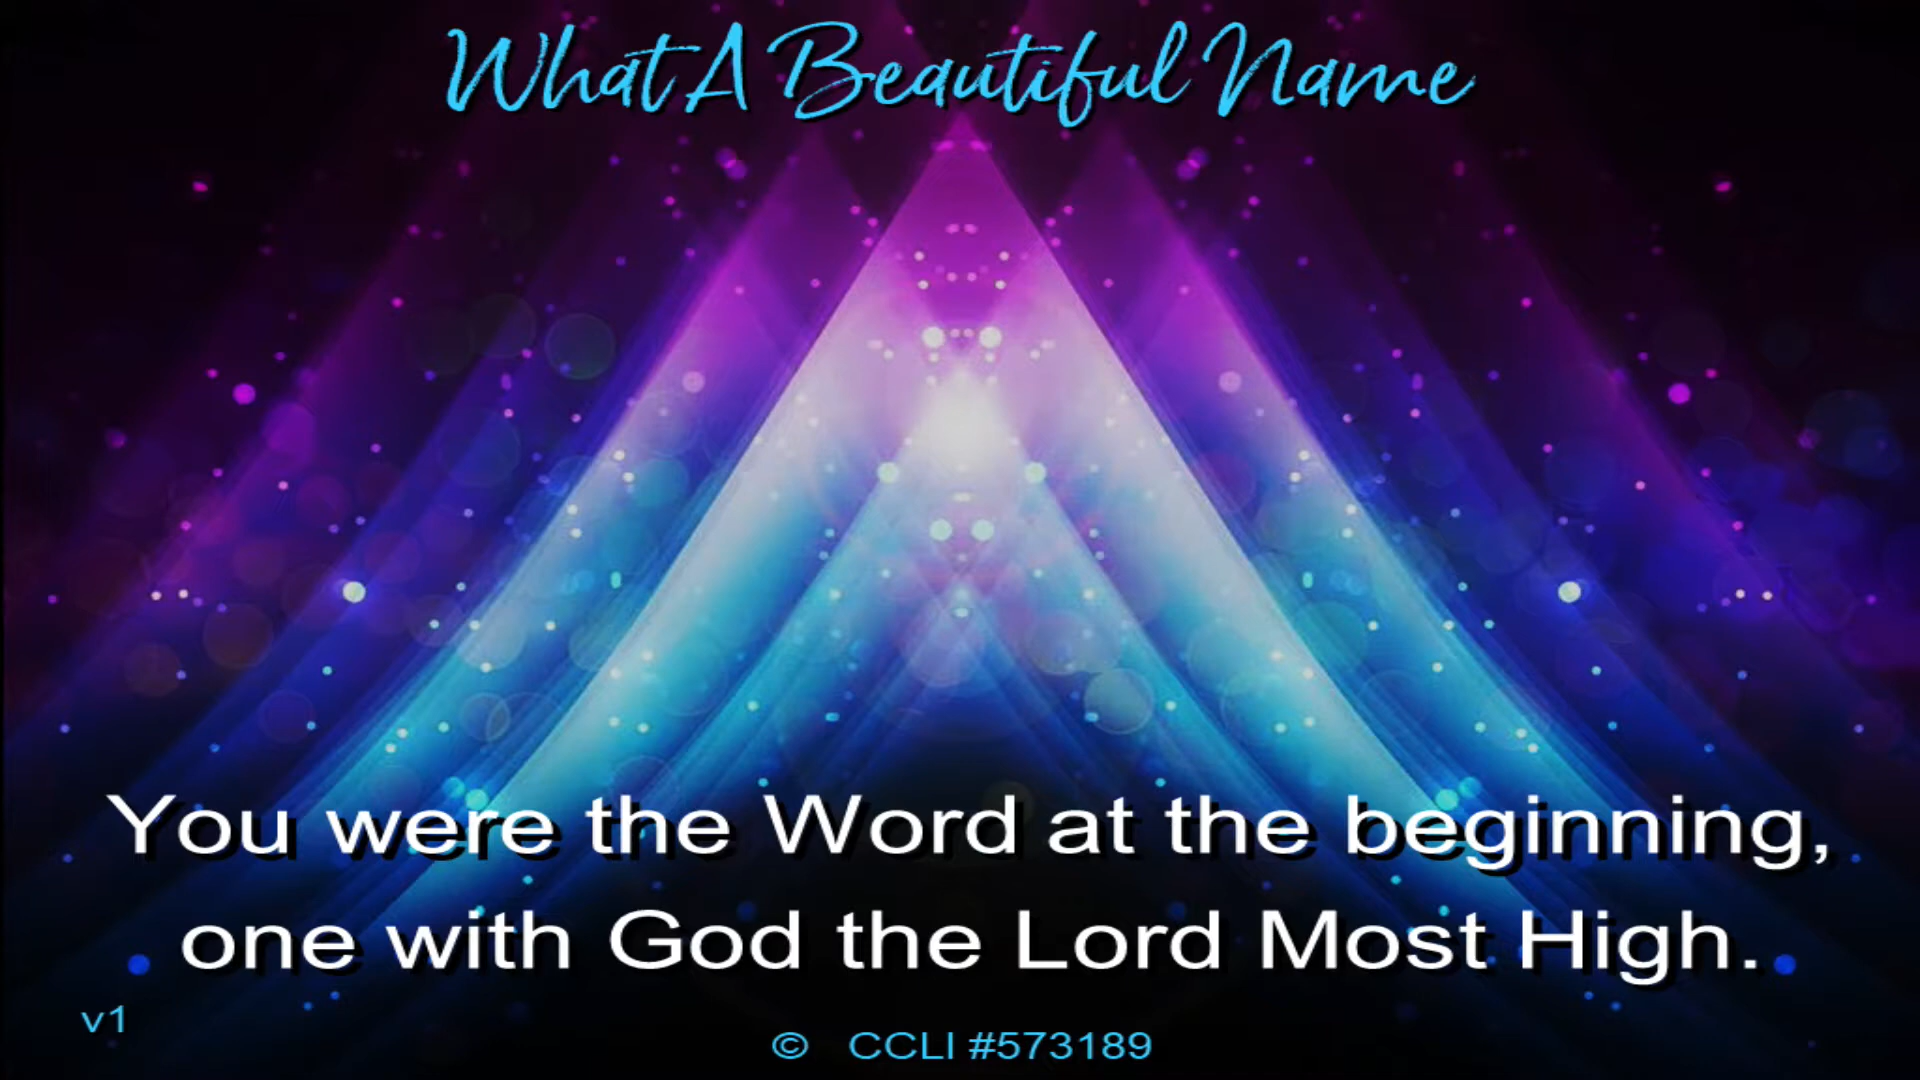 What A Beautiful Name
You were the Word at the beginning,
one with God the Lord Most High.
v1
© CCLI #573189